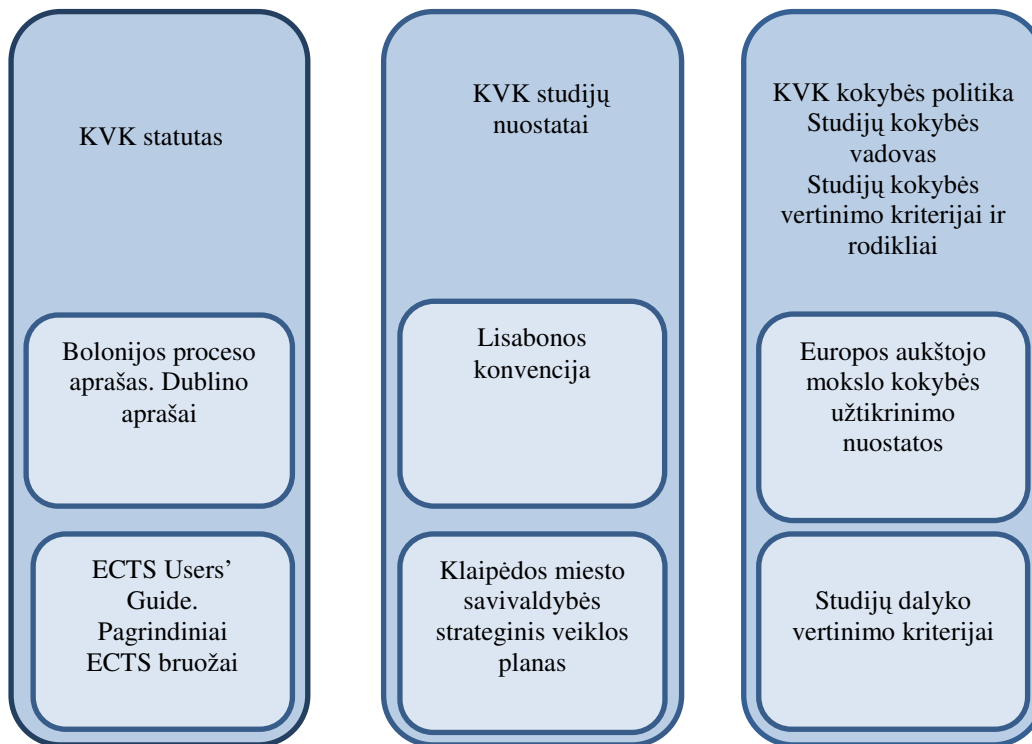 KVK statutas
Bolonijos proceso
aprašas. Dublino
aprašai
ECTS Users’
Guide.
Pagrindiniai
ECTS bruožai
KVK studijų
nuostatai
Lisabonos
konvencija
Klaipėdos miesto
savivaldybės
strateginis veiklos
planas
KVK kokybės politika
Studijų kokybės
vadovas
Studijų kokybės
vertinimo kriterijai ir
rodikliai
Europos aukštojo
mokslo kokybės
užtikrinimo
nuostatos
Studijų dalyko
vertinimo kriterijai